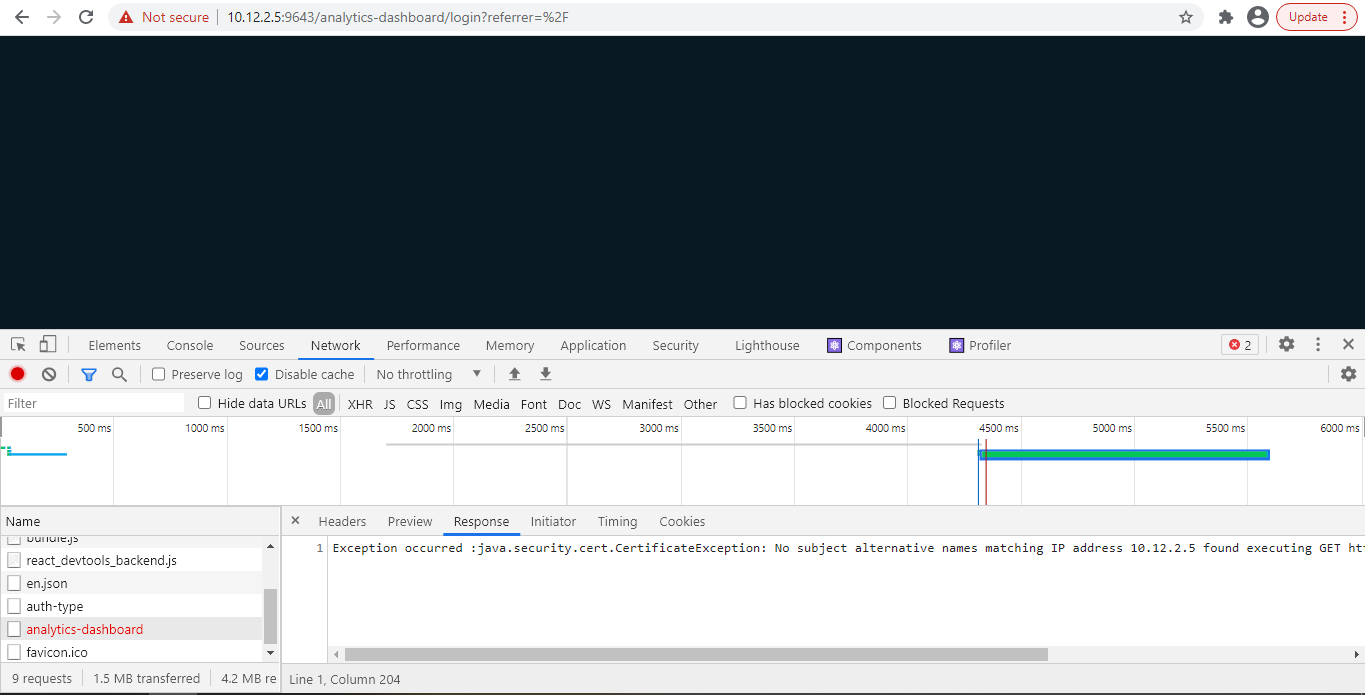 Not secure | 10.12.2.5:9643/analytics-dashboard/login?referrer=%2F Update
Elements Console Sources Network Performance Memory Application Security Lighthouse Components Profiler 2
Preserve log Disable cache No throttling
Filter Hide data URLs All XHR JS CSS Img Media Font Doc WS Manifest Other Has blocked cookies Blocked Requests
500 ms 1000 ms 1500 ms 2000 ms 2500 ms 3000 ms 3500 ms 4000 ms 4500 ms 5000 ms 5500 ms 6000 ms
Name
Headers Preview Response Initiator Timing Cookies
bundle.js
1 Exception occurred :java.security.cert.CertificateException: No subject alternative names matching IP address 10.12.2.5 found executing GET htt
react_devtools_backend.js
en.json
auth-type
analytics-dashboard
favicon.ico
9 requests 1.5 MB transferred 4.2 MB re
Line 1, Column 204